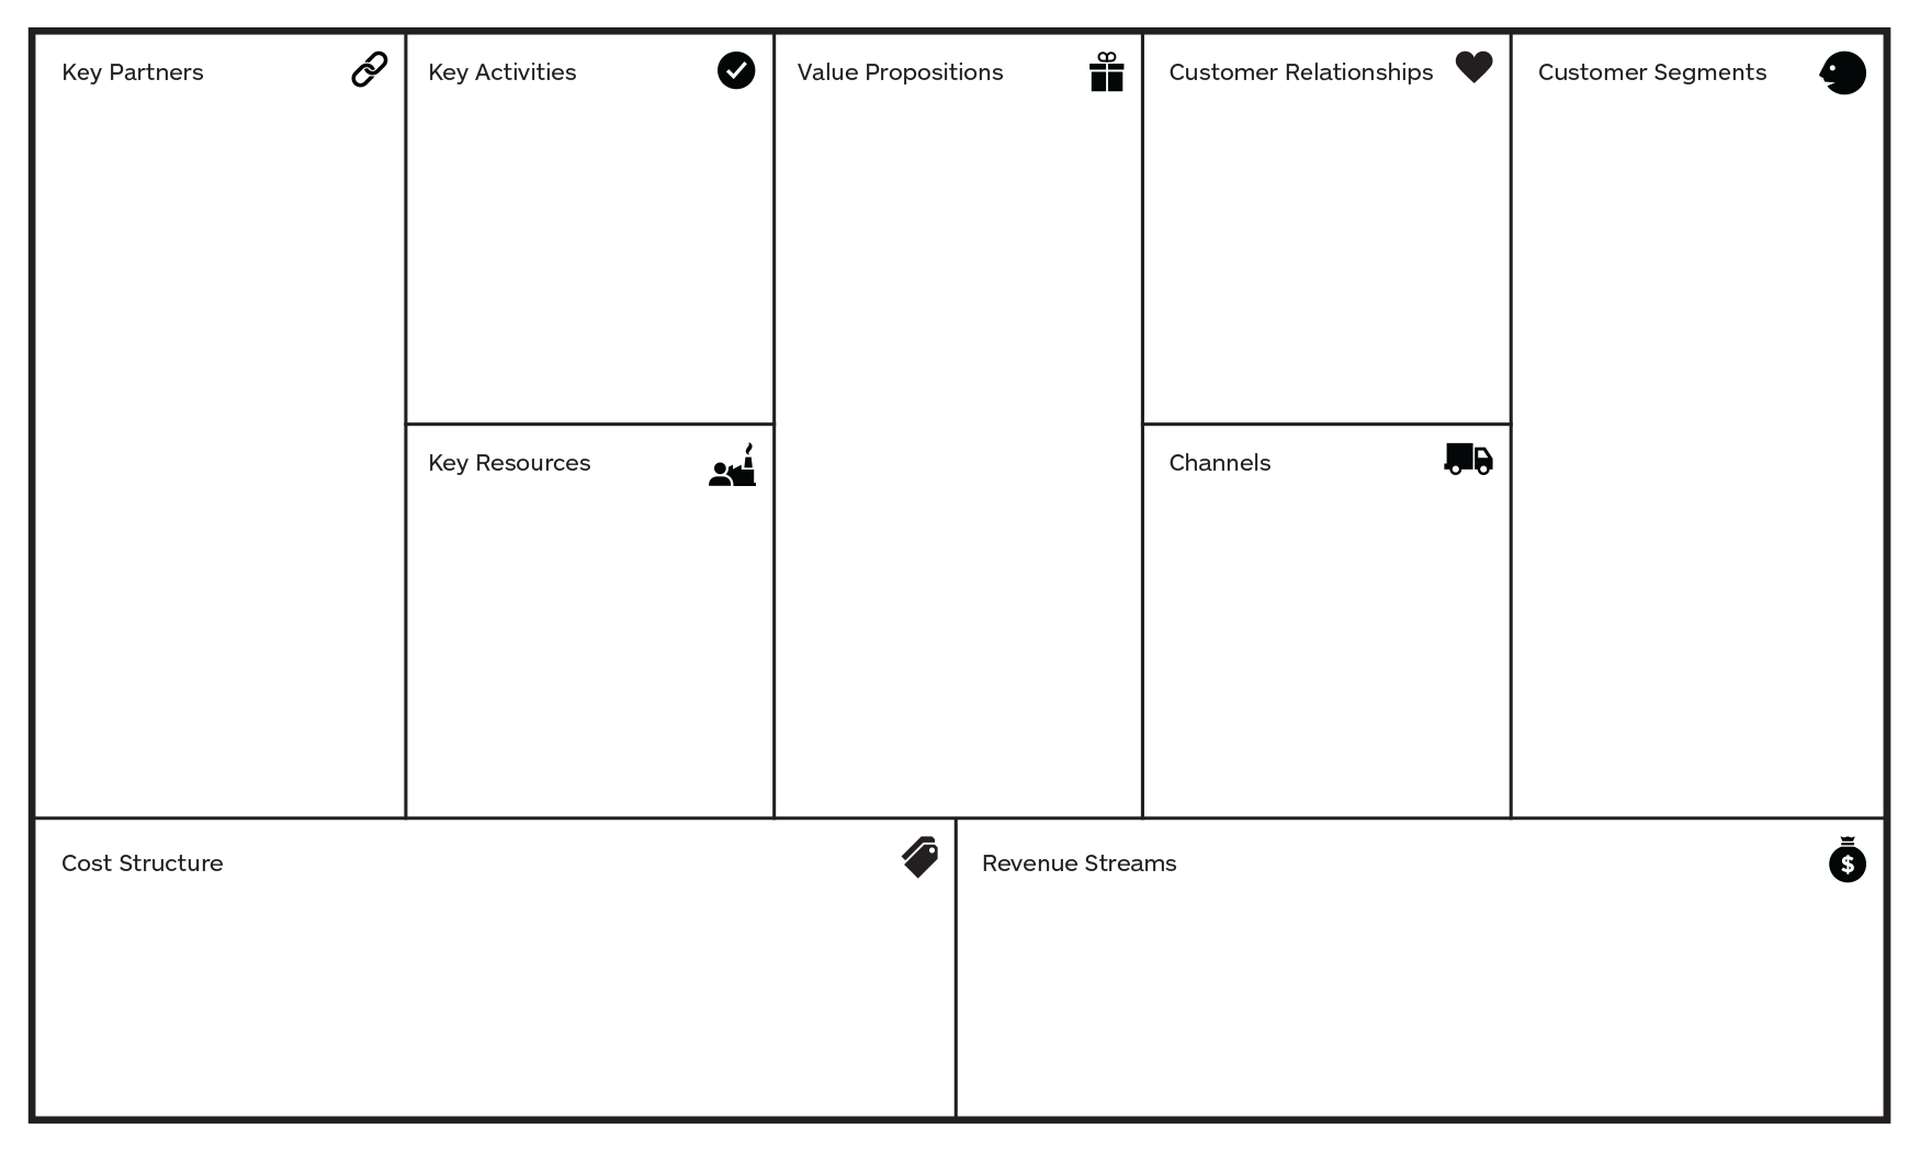 Key Partners
Key Activities
Value Propositions
Customer Relationships
Customer Segments
Key Resources
Channels
Cost Structure
Revenue Streams
$